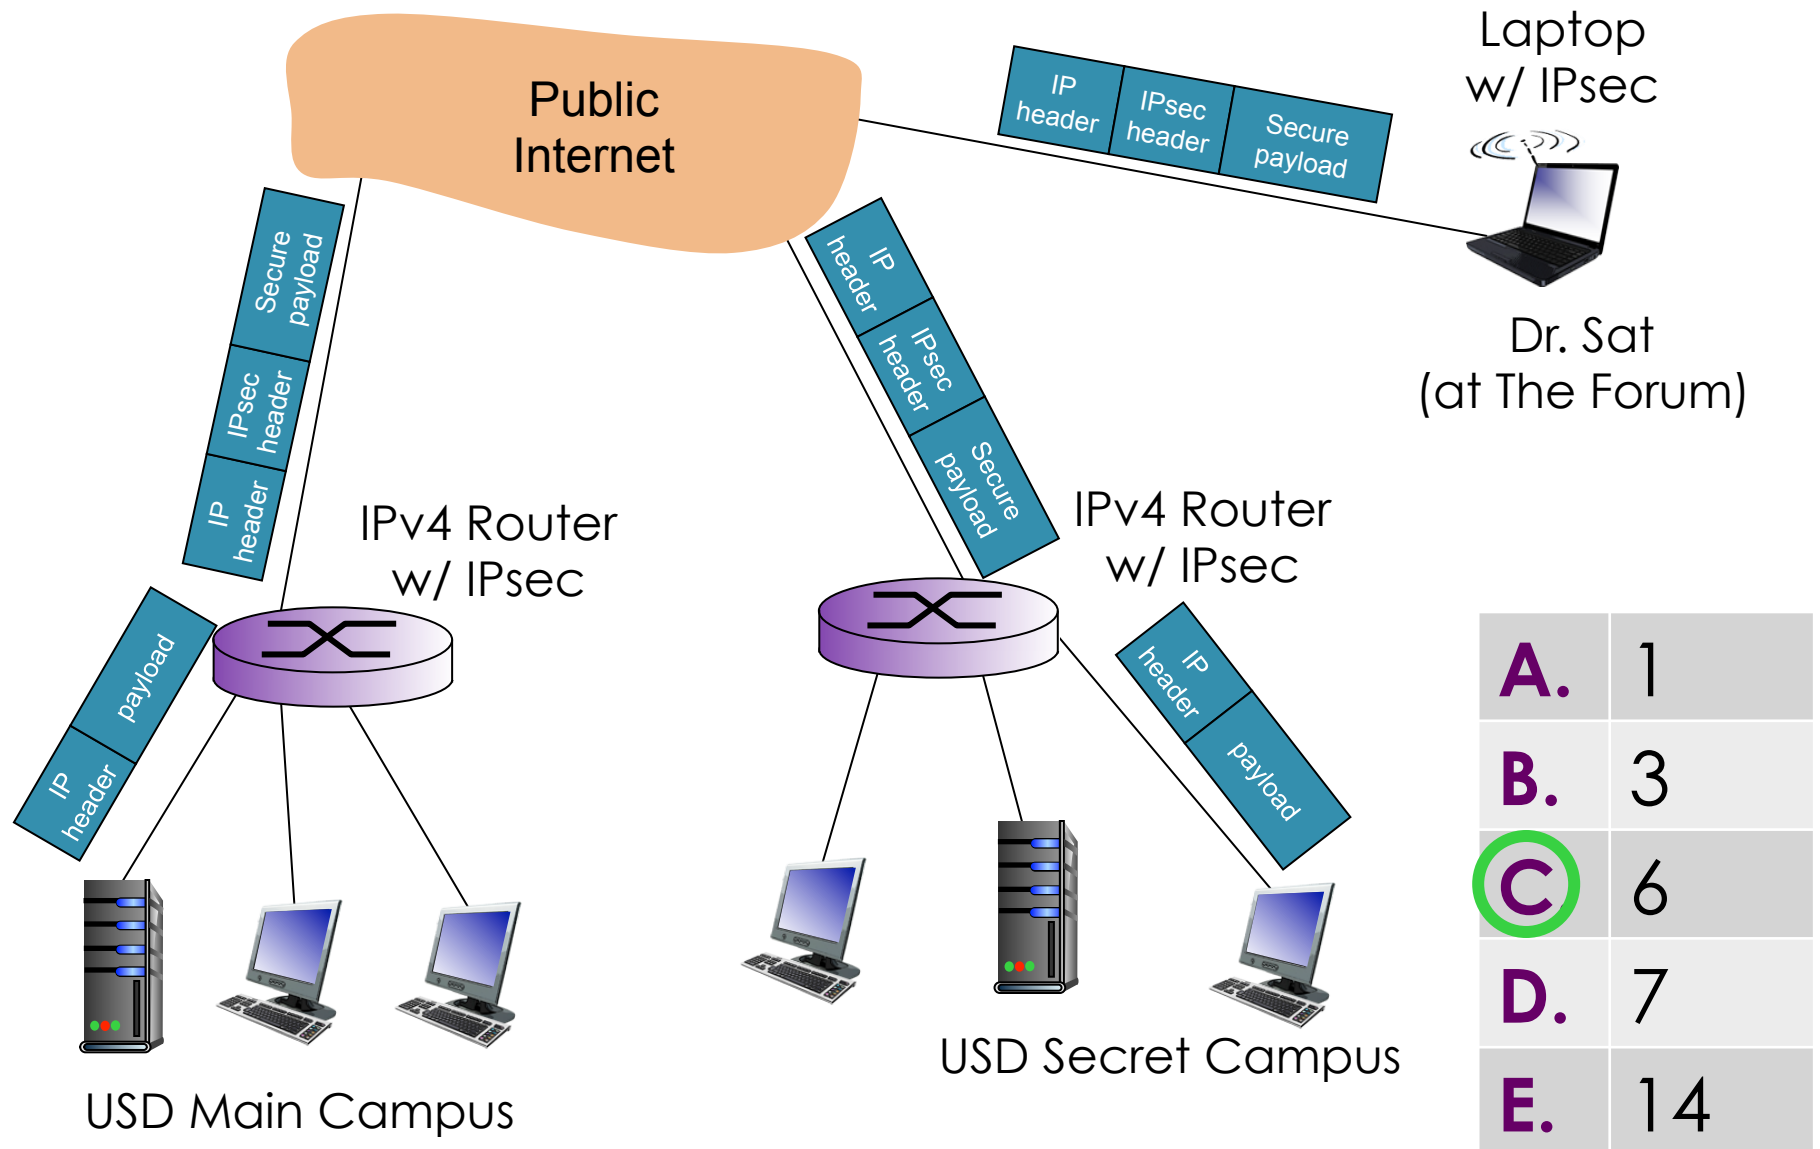 Public
Internet
IP
header
IPsec
header
Secure
payload
Laptop
w/ IPsec
Dr. Sat
(at The Forum)
Secure
payload
IPsec
header
IP
header
IP
header
IPsec
header
Secure
payload
IPv4 Router
w/ IPsec
IPv4 Router
w/ IPsec
payload
IP
header
IP
header
payload
USD Main Campus
USD Secret Campus
A. 1
B. 3
C. 6
D. 7
E. 14